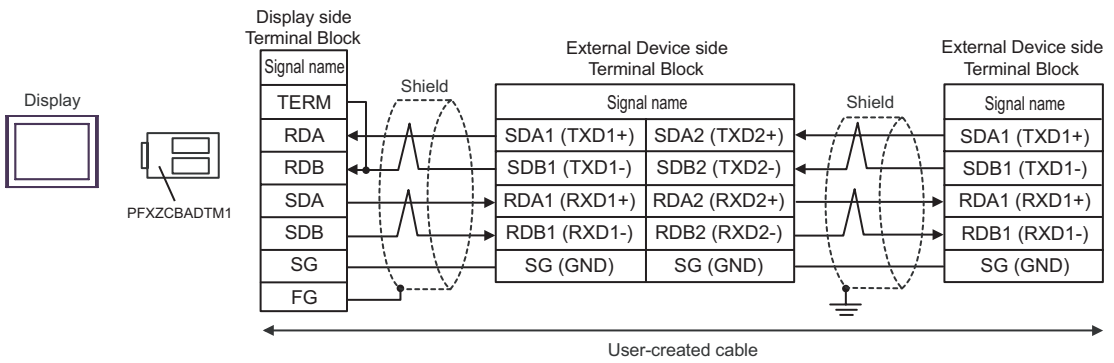 Display side
Terminal Block
External Device side
Terminal Block
External Device side
Terminal Block
Display
PFXZCBADTM1
Signal name
TERM
RDA
RDB
SDA
SDB
SG
FG
Shield
Signal name
SDA1 (TXD1+) SDA2 (TXD2+)
SDB1 (TXD1-) SDB2 (TXD2-)
RDA1 (RXD1+) RDA2 (RXD2+)
RDB1 (RXD1-) RDB2 (RXD2-)
SG (GND) SG (GND)
Shield
Signal name
SDA1 (TXD1+)
SDB1 (TXD1-)
RDA1 (RXD1+)
RDB1 (RXD1-)
SG (GND)
User-created cable